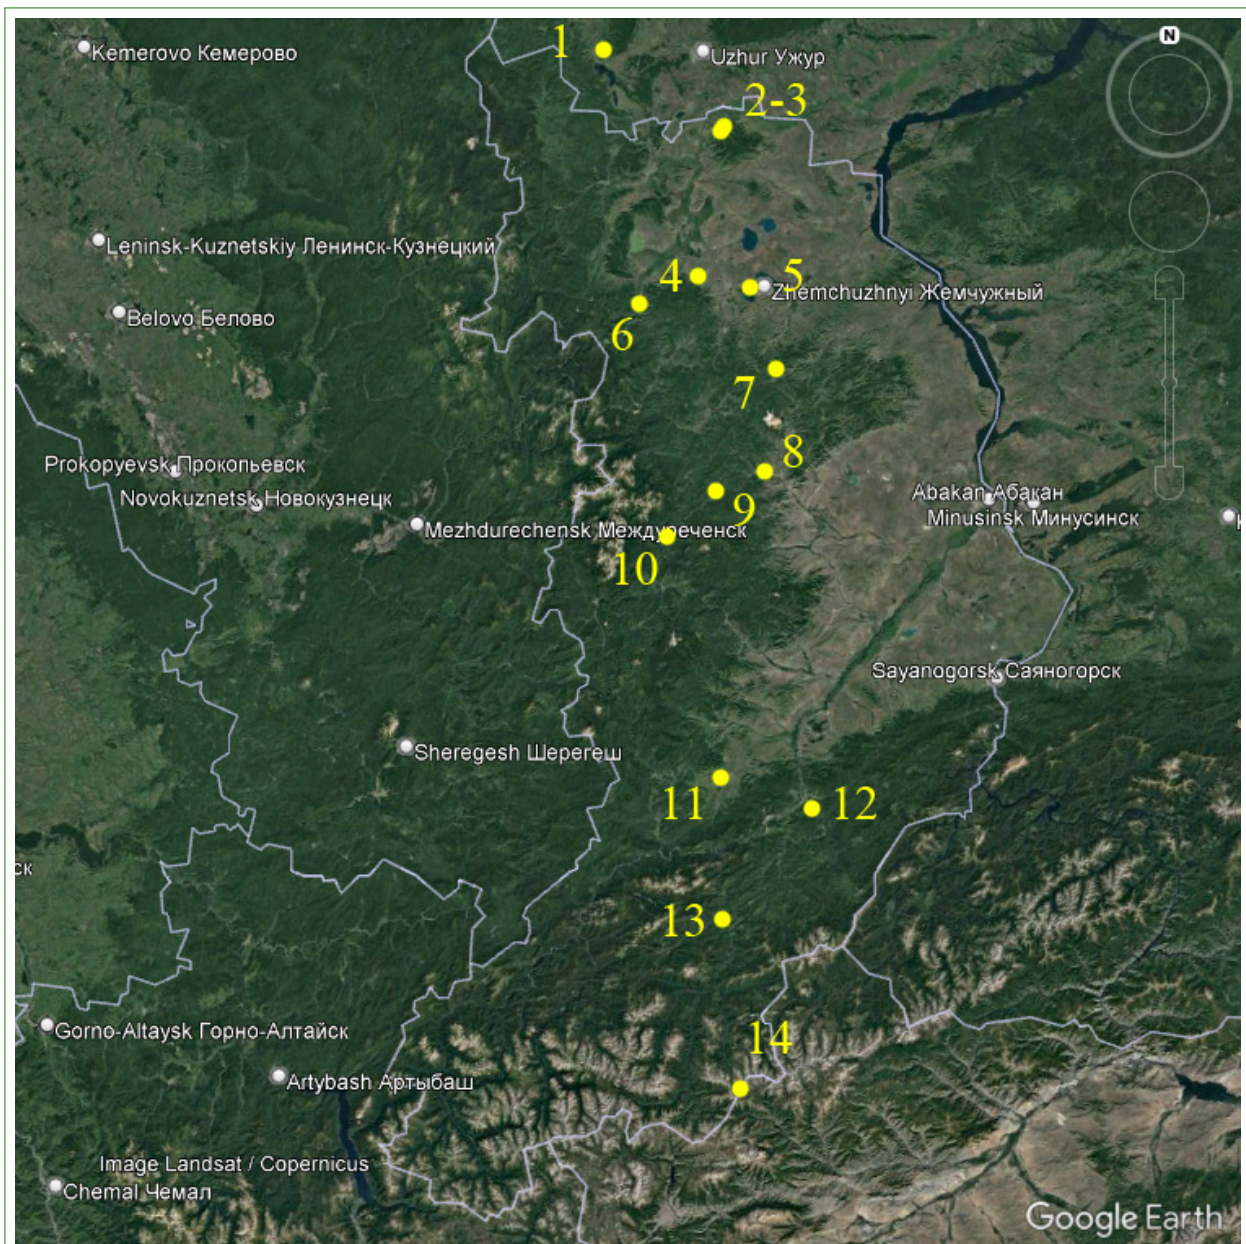 1
N
Kemerovo Кемерово
Uzhur Ужур
2-3
Leninsk-Kuznetskiy Ленинск-Кузнецкий
4
5
Zhemchuzhnyi Жемчужный
Belovo Белово
6
7
8
Prokopyevsk Прокопьевск
Novokuznetsk Новокузнецк
Abakan Абакан
9
Minusinsk Минусинск
Mezhdurechensk Междуреченск
10
Sayanogorsk Саяногорск
Sheregesh Шерегеш
11
12
ск
13
Gorno-Altaysk Горно-Алтайск
14
Artybash Артыбаш
Image Landsat / Copernicus
Chemal Чемал
Google Earth